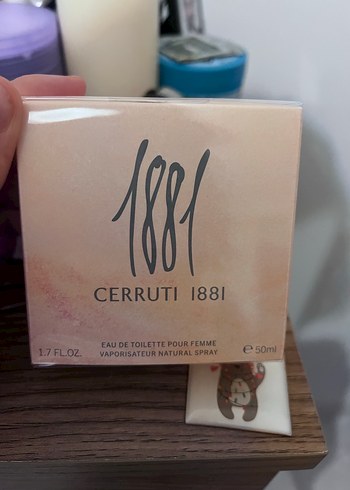 1881
CERRUTI 1881
EAU DE TOILETTE POUR FEMME
1.7 FL.OZ. VAPORISATEUR NATURAL SPRAY ℮ 50ml